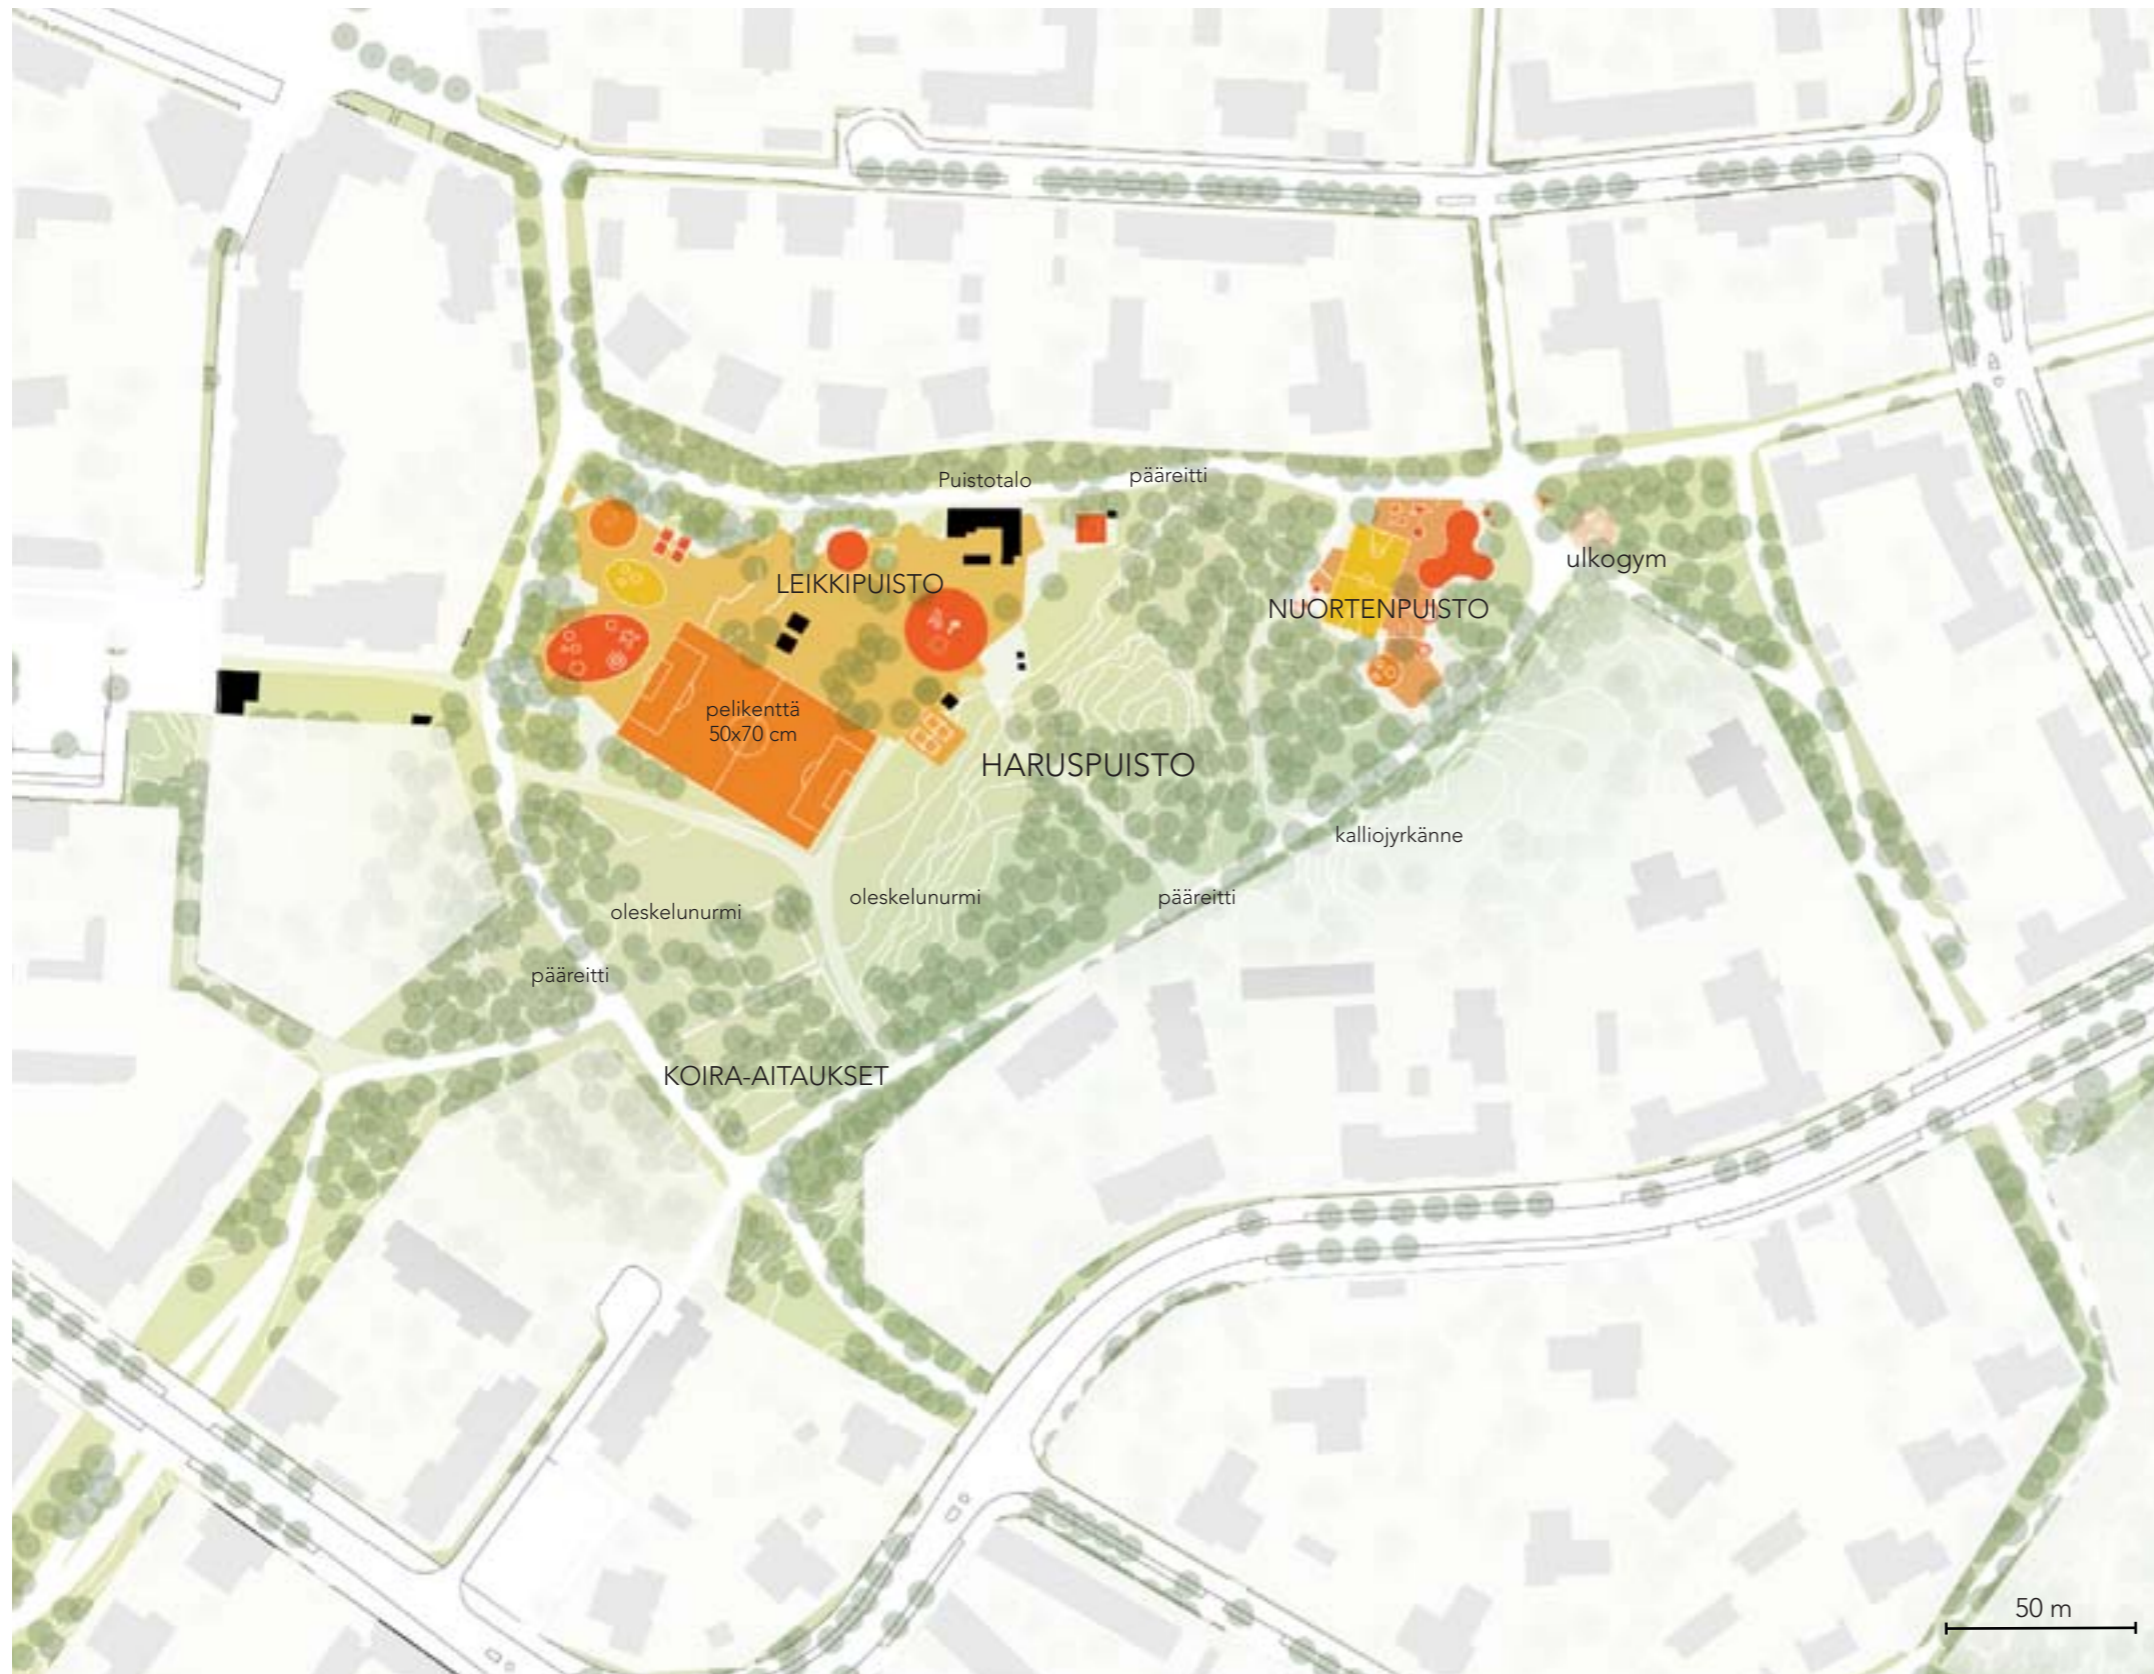 Puistotalo
pääreitti
ulkogym
LEIKKIPUISTO
NUORTENPUISTO
pelikenttä
50x70 cm
HARUSPUISTO
kalliojyrkänne
oleskelunurmi
oleskelunurmi
pääreitti
pääreitti
KOIRA-AITAUKSET
50 m